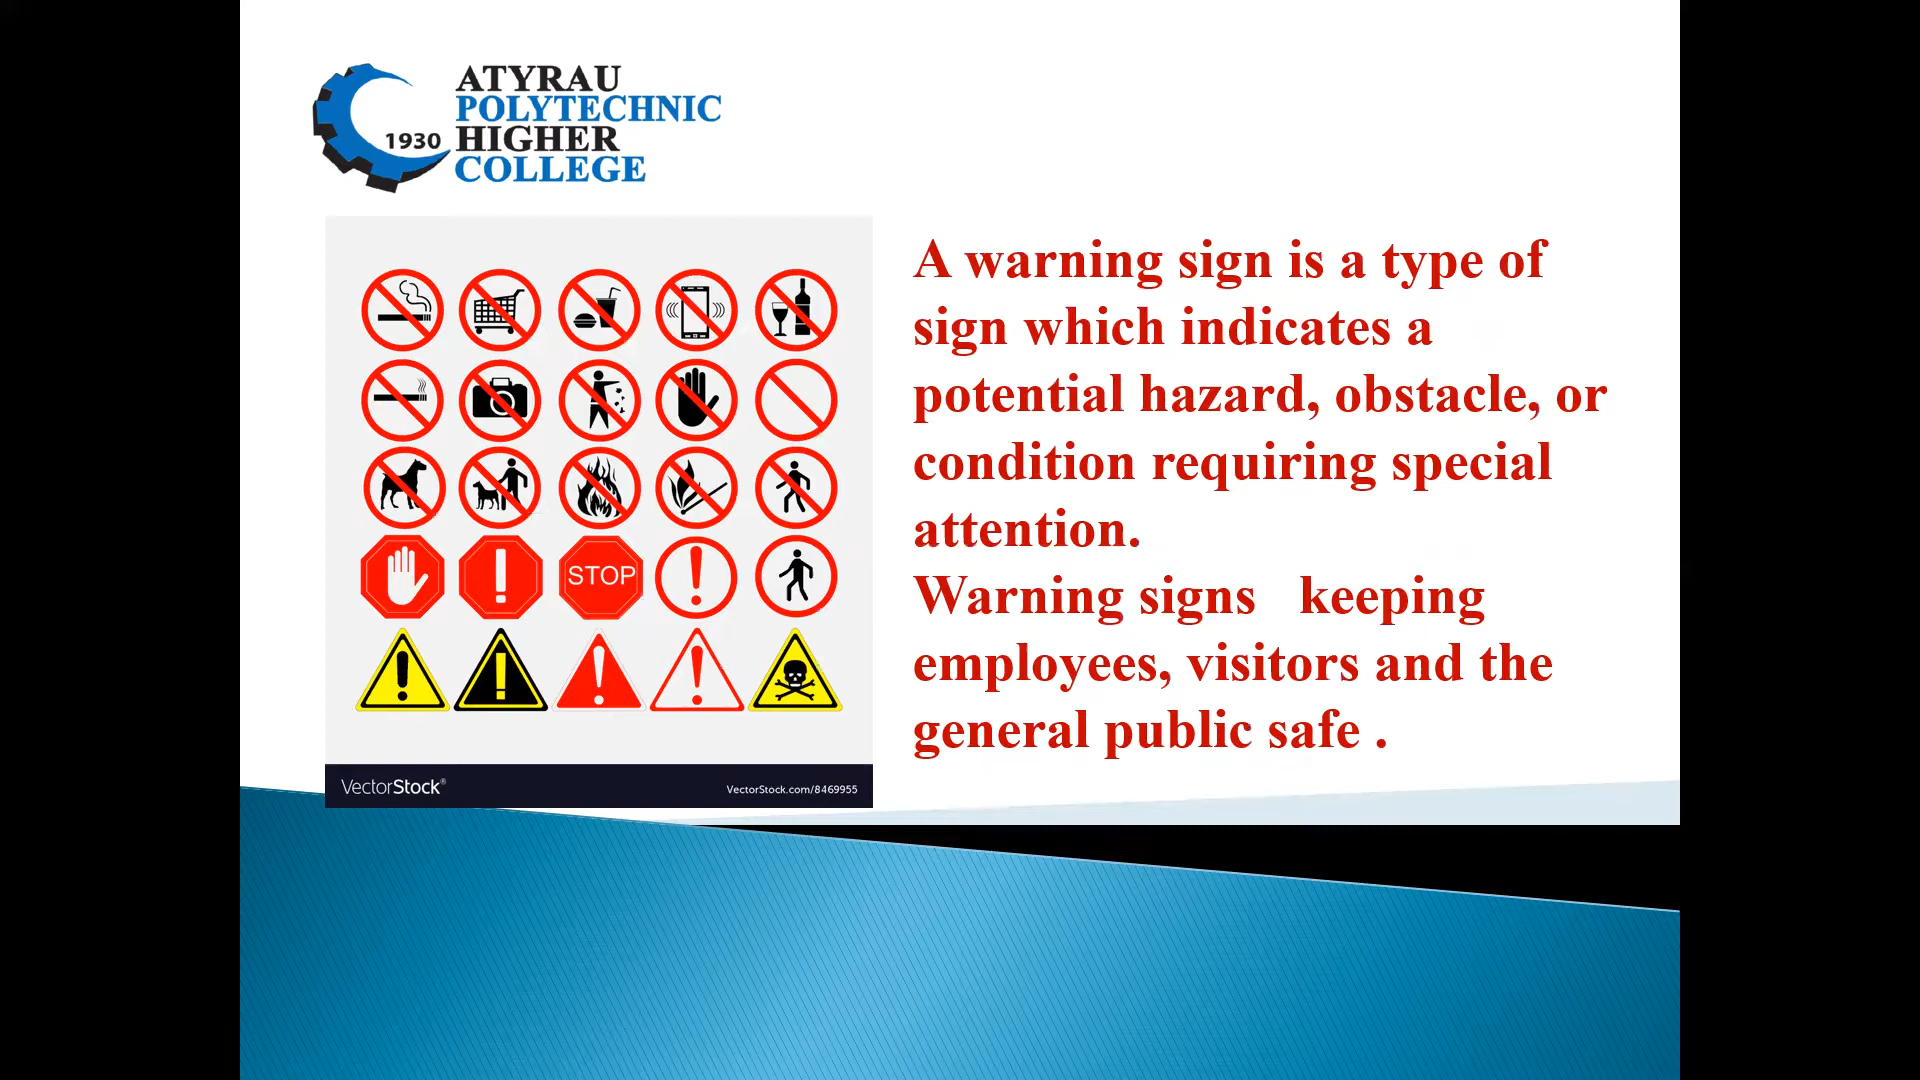 ATYRAU
POLYTECHNIC
1930 HIGHER
COLLEGE
STOP
VectorStock®
VectorStock.com/8469955
A warning sign is a type of
sign which indicates a
potential hazard, obstacle, or
condition requiring special
attention.
Warning signs keeping
employees, visitors and the
general public safe .